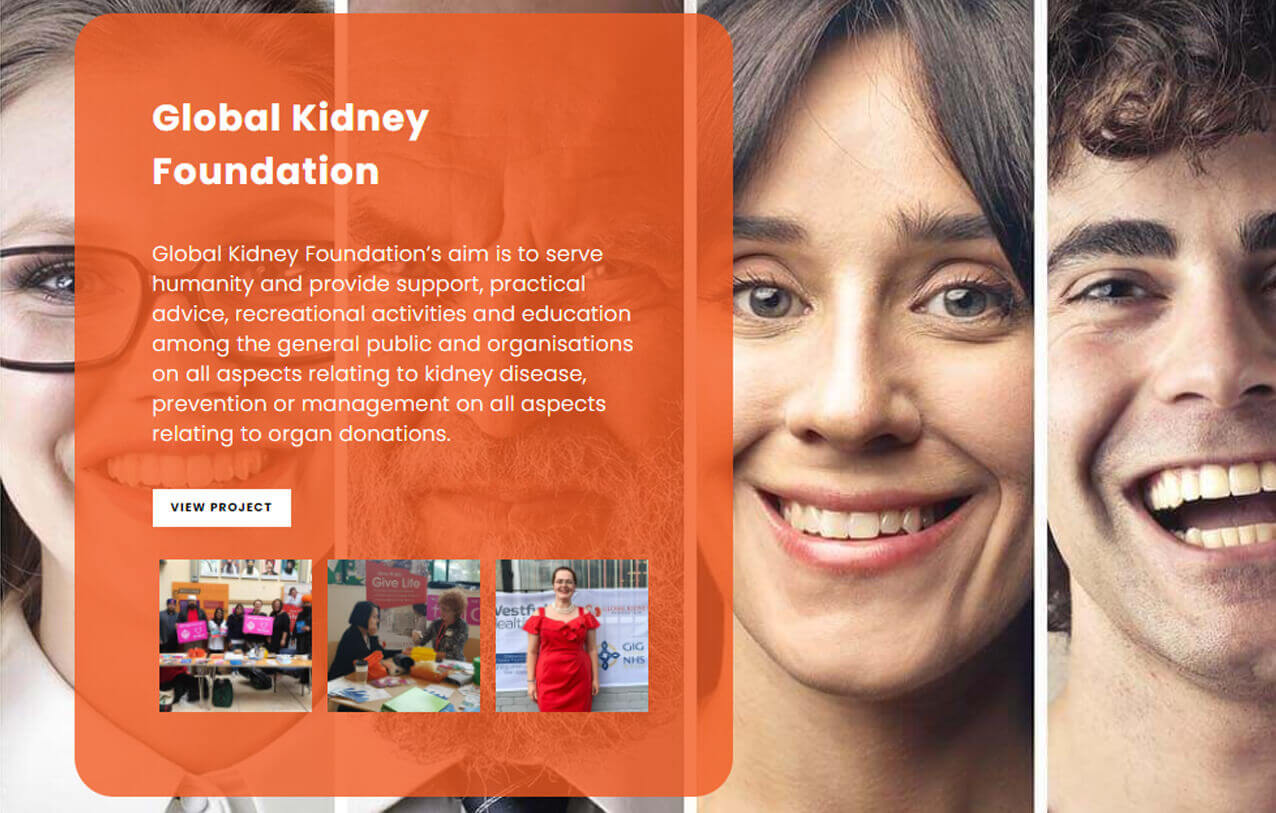 Global Kidney
Foundation
Global Kidney Foundation‘s aim is to serve
humanity and provide support, practical
advice, recreational activities and education
among the general public and organisations
on all aspects relating to kidney disease,
prevention or management on all aspects
relating to organ donations.
VIEW PROJECT
Give Life
GIG
NHS